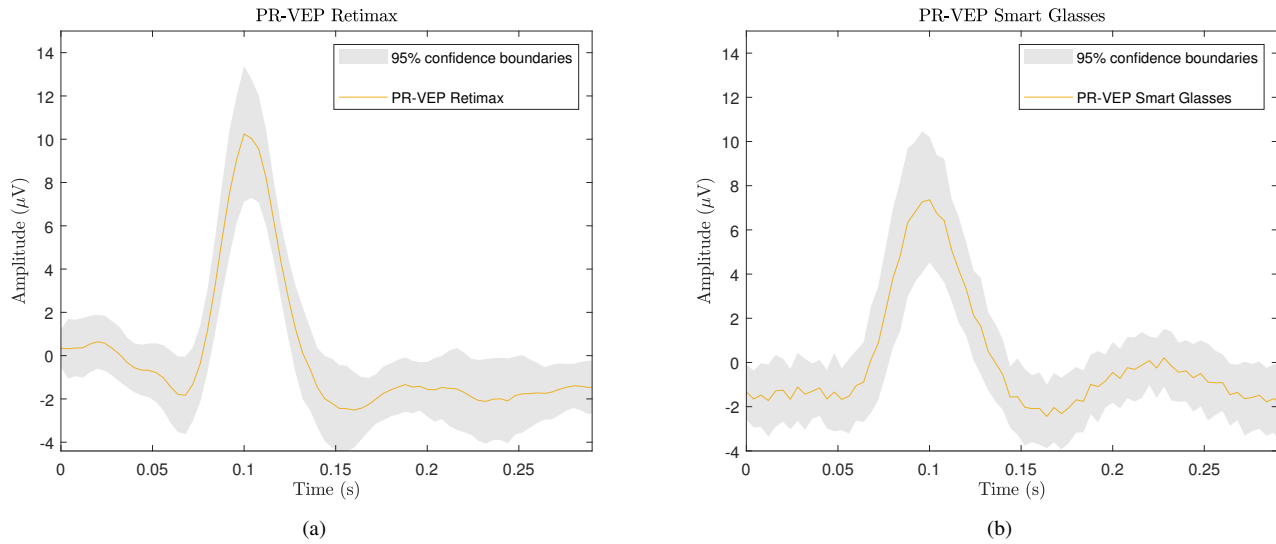 PR-VEP Retimax
14
12
10
8
6
4
2
0
-2
-4
Amplitude (μV)
95% confidence boundaries
PR-VEP Retimax
0
0.05
0.1
0.15
0.2
0.25
Time (s)
(a)
PR-VEP Smart Glasses
14
12
10
8
6
4
2
0
-2
-4
Amplitude (μV)
95% confidence boundaries
PR-VEP Smart Glasses
0
0.05
0.1
0.15
0.2
0.25
Time (s)
(b)